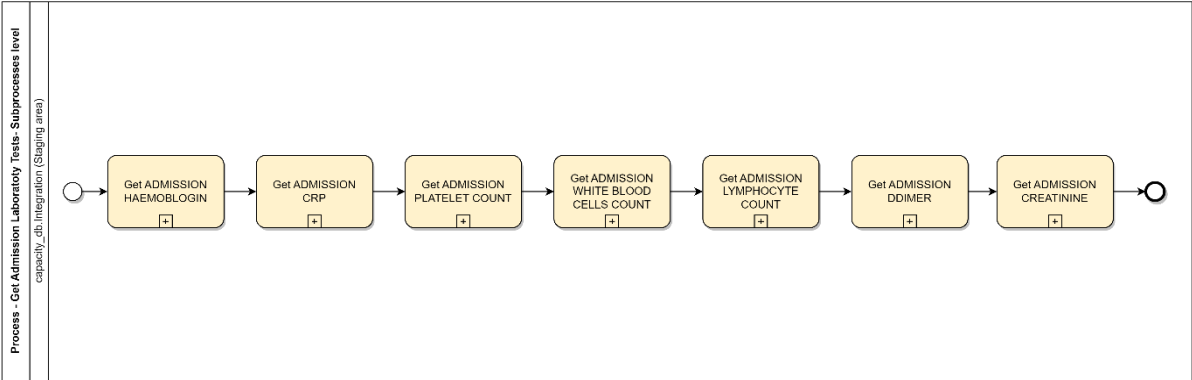 Process - Get Admission Laboratoty Tests- Subprocesses level
capacity_db.Integration (Staging area)
Get ADMISSION
HAEMOBLOGIN
Get ADMISSION
CRP
Get ADMISSION
PLATELET COUNT
Get ADMISSION
WHITE BLOOD
CELLS COUNT
Get ADMISSION
LYMPHOCYTE
COUNT
Get ADMISSION
DDIMER
Get ADMISSION
CREATININE